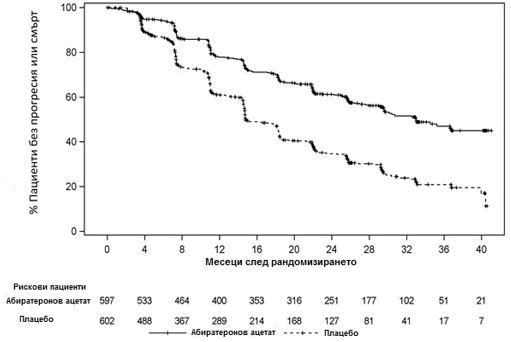 % Пациенти без прогресия или смърт
100
80
60
40
20
0
0 4 8 12 16 20 24 28 32 36 40
Месеци след рандомизирането
Рискови пациенти
Абиратеронов ацетат 597 533 464 400 353 316 251 177 102 51 21
Плацебо 602 488 367 289 214 168 127 81 41 17 7
Абиратеронов ацетат Плацебо